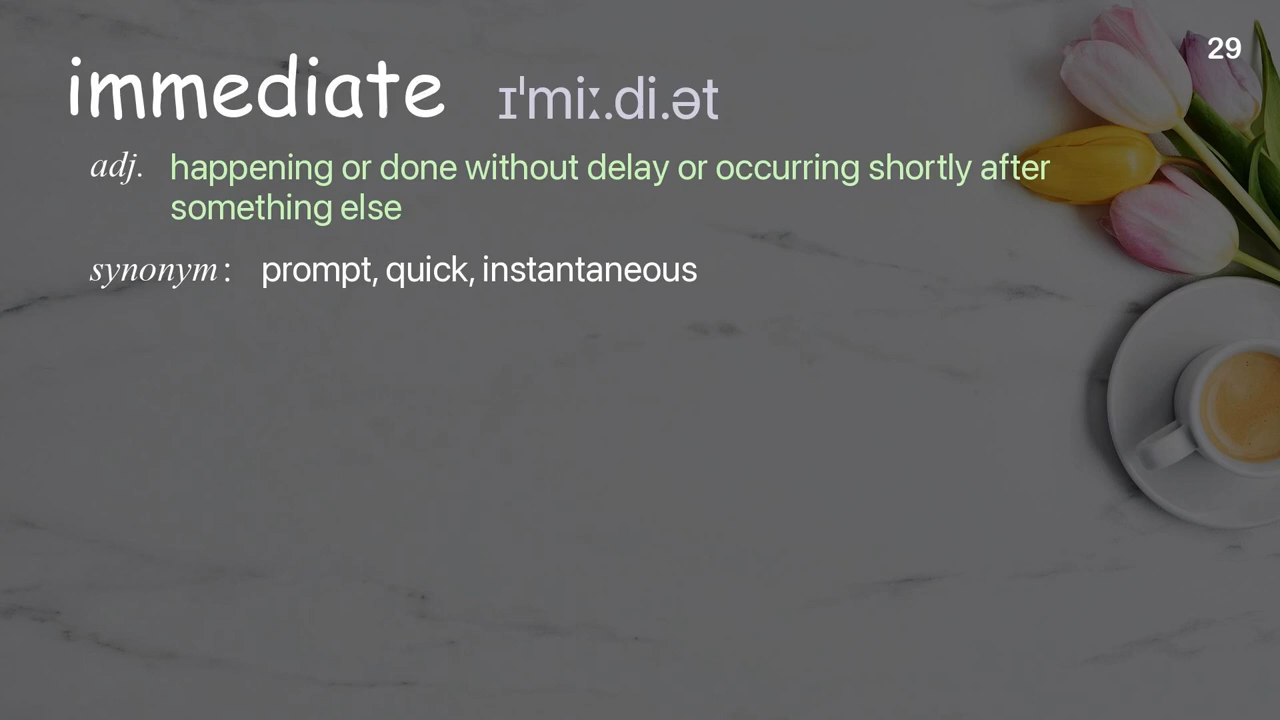 29
immediate ɪˈmiː.di.ət
adj. happening or done without delay or occurring shortly after
something else
synonym: prompt, quick, instantaneous